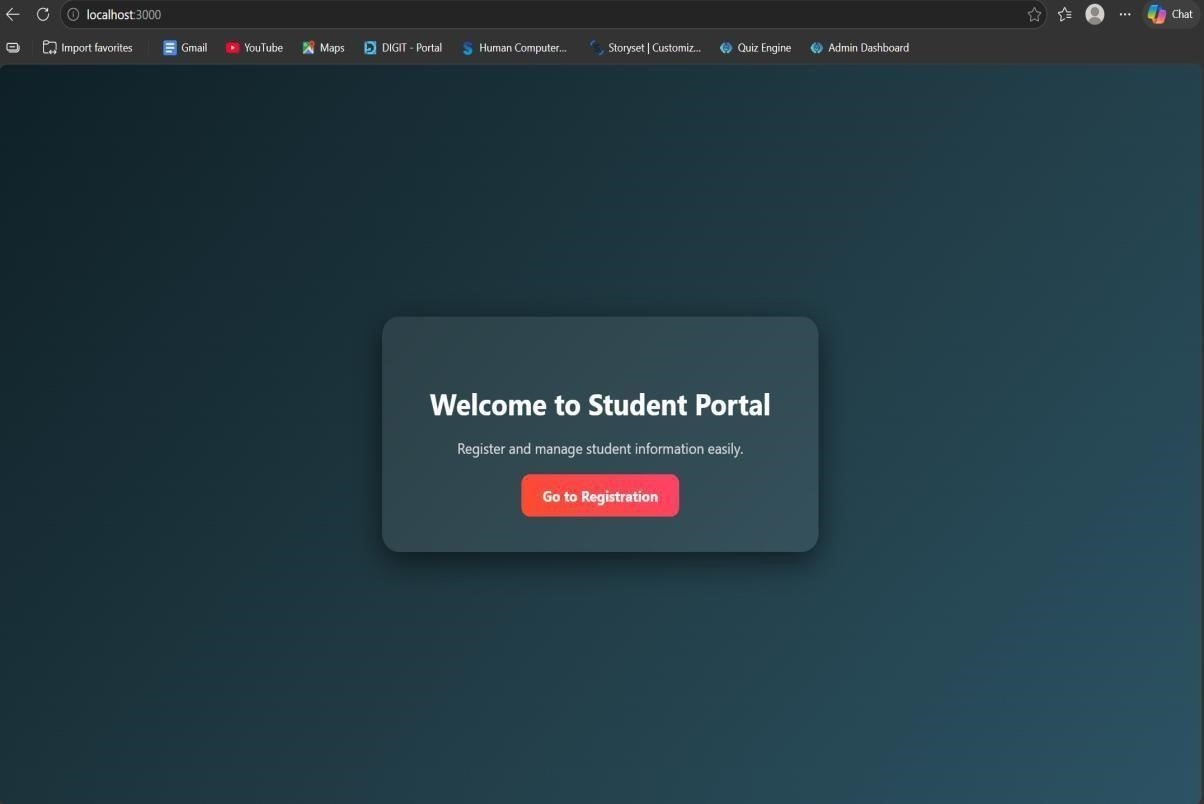 localhost:3000
Chat
Import favorites
Gmail
YouTube
Maps
DIGIT - Portal
Human Computer...
Storyset | Customiz...
Quiz Engine
Admin Dashboard
Welcome to Student Portal
Register and manage student information easily.
Go to Registration